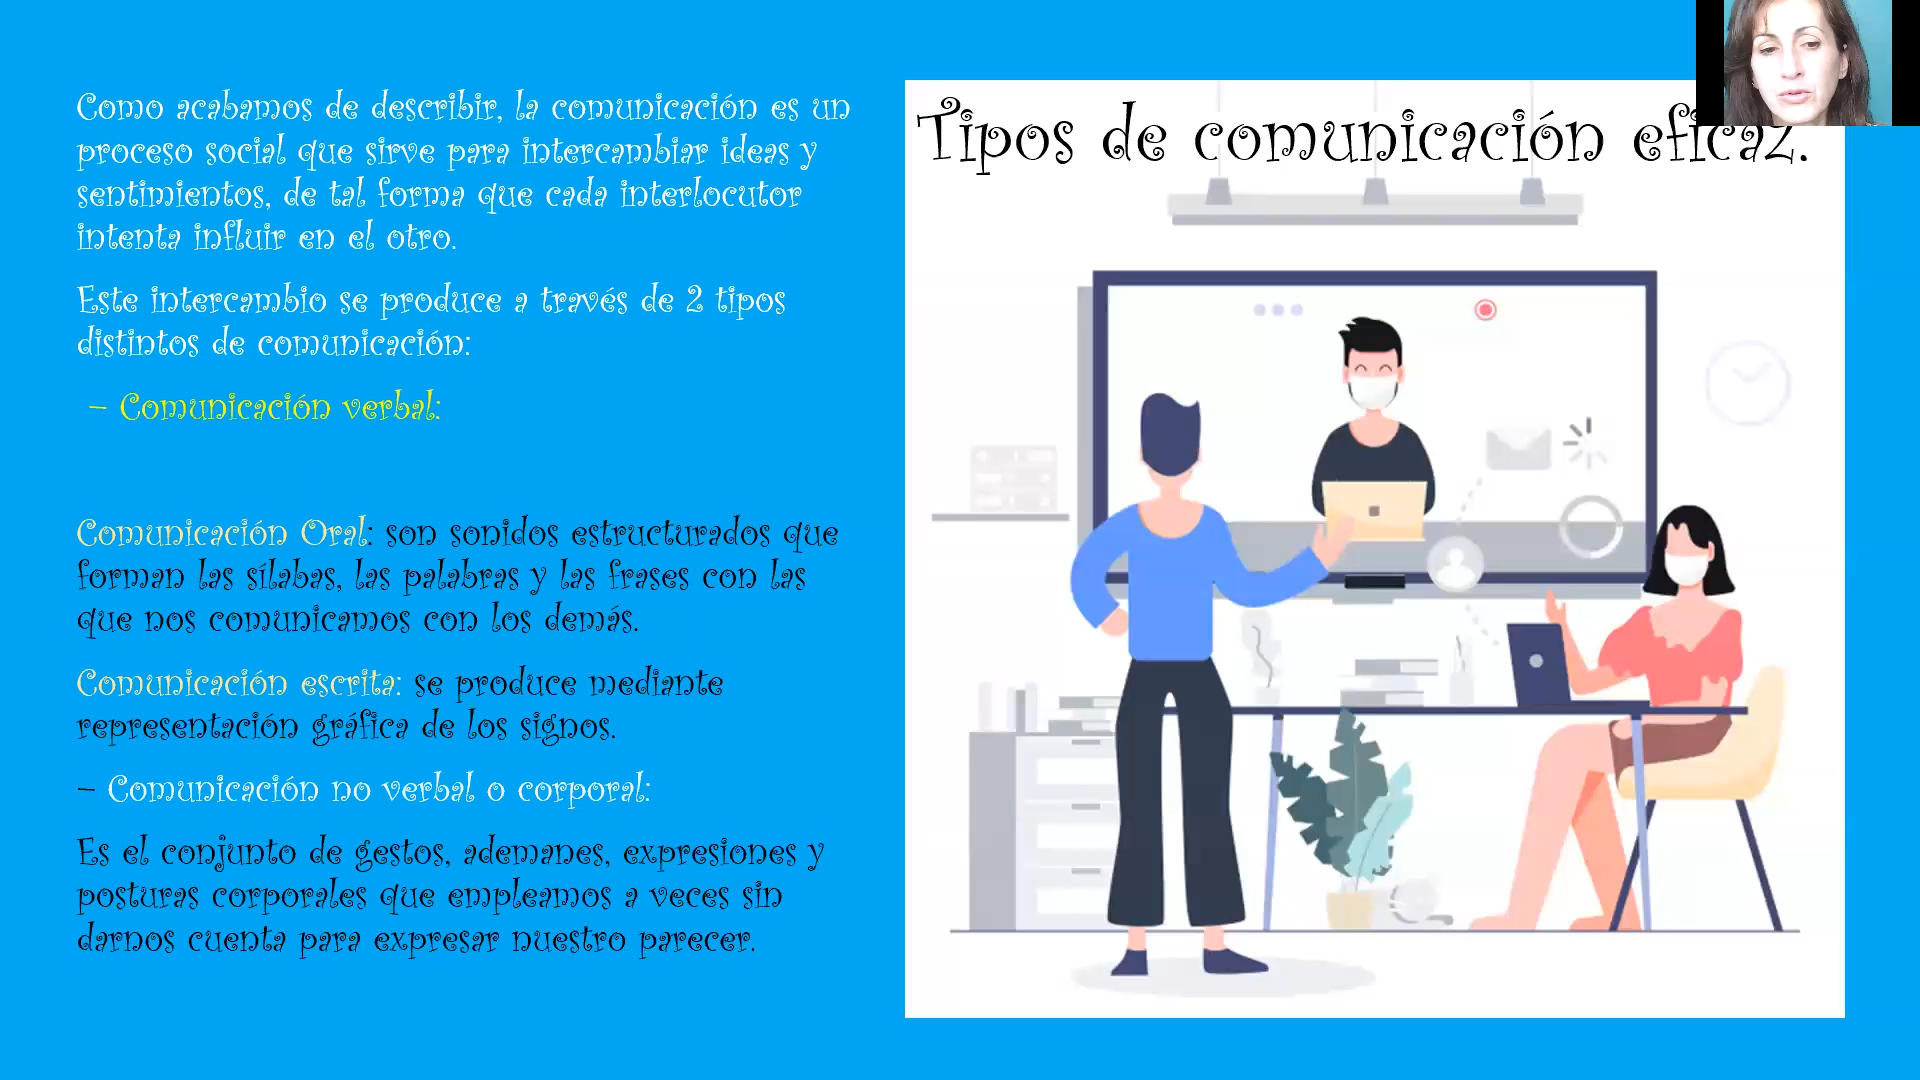 Como acabamos de describir, la comunicación es un
proceso social que sirve para intercambiar ideas y
sentimientos, de tal forma que cada interlocutor
intenta influir en el otro.
Este intercambio se produce a través de 2 tipos
distintos de comunicación:
– Comunicación verbal:
Comunicación Oral: son sonidos estructurados que
forman las sílabas, las palabras y las frases con las
que nos comunicamos con los demás.
Comunicación escrita: se produce mediante
representación gráfica de los signos.
– Comunicación no verbal o corporal:
Es el conjunto de gestos, ademanes, expresiones y
posturas corporales que empleamos a veces sin
darnos cuenta para expresar nuestro parecer.
Tipos de comunicación eficaz.